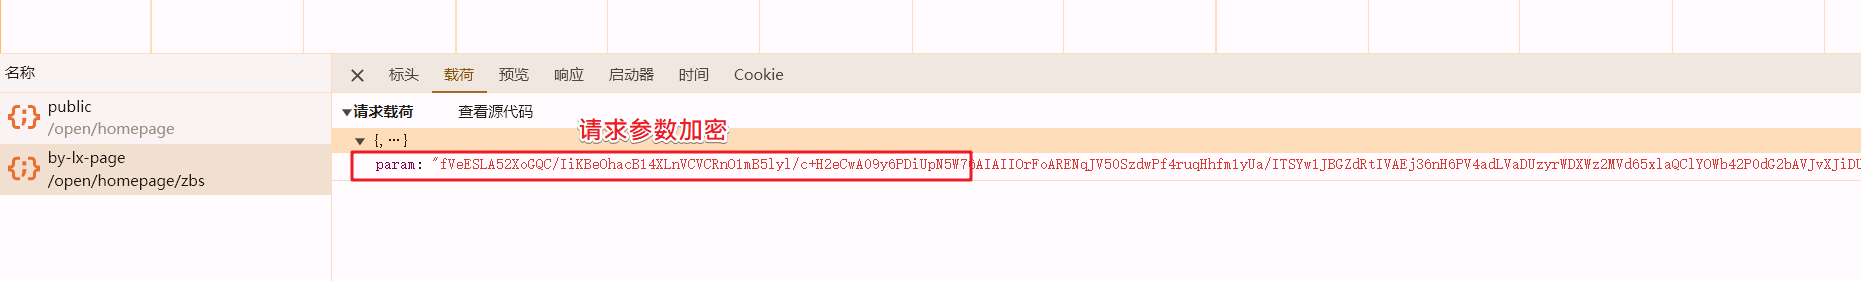 名称
× 标头 载荷 预览 响应 启动器 时间 Cookie
public
/open/homepage
▼请求载荷 查看源代码
请求参数加密
▼ {,…}
by-lx-page
/open/homepage/zbs
param: "fVeESLA52XoGQC/IiKBeOhacB14XLnVCVCRnO1mB5lyl/c+H2eCwAO9y6PDiUpN5W76AIAIIOrFoARENqJV50SzdwPf4ruqHhfm1yUa/ITSYw1JBGZdRtIVAEj36nH6PV4adLVaDUzyrWDXWz2MVd65xlaQClYOWb42P0dG2bAVJvXJiDU